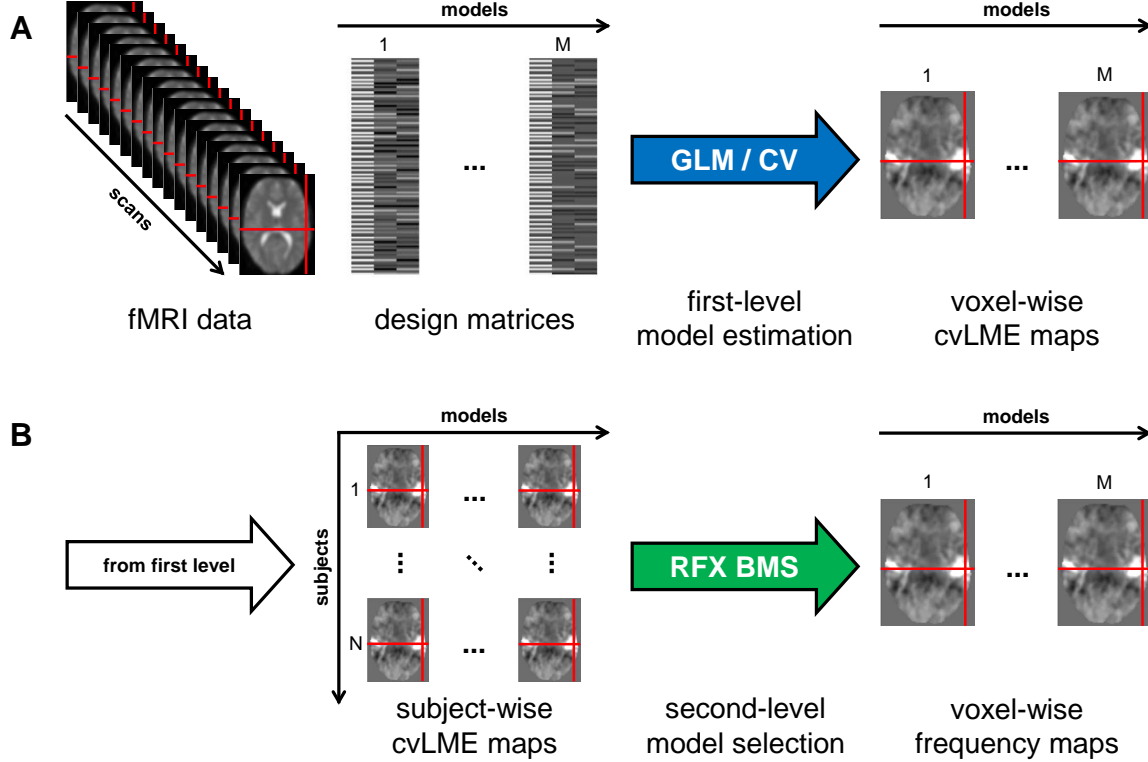 A
models
models
1
M
1
M
...
GLM / CV
...
scans
fMRI data
design matrices
first-level
model estimation
voxel-wise
cvLME maps
B
models
models
1
M
1
...
from first level
subjects
...
...
...
RFX BMS
...
N
...
subject-wise
cvLME maps
second-level
model selection
voxel-wise
frequency maps